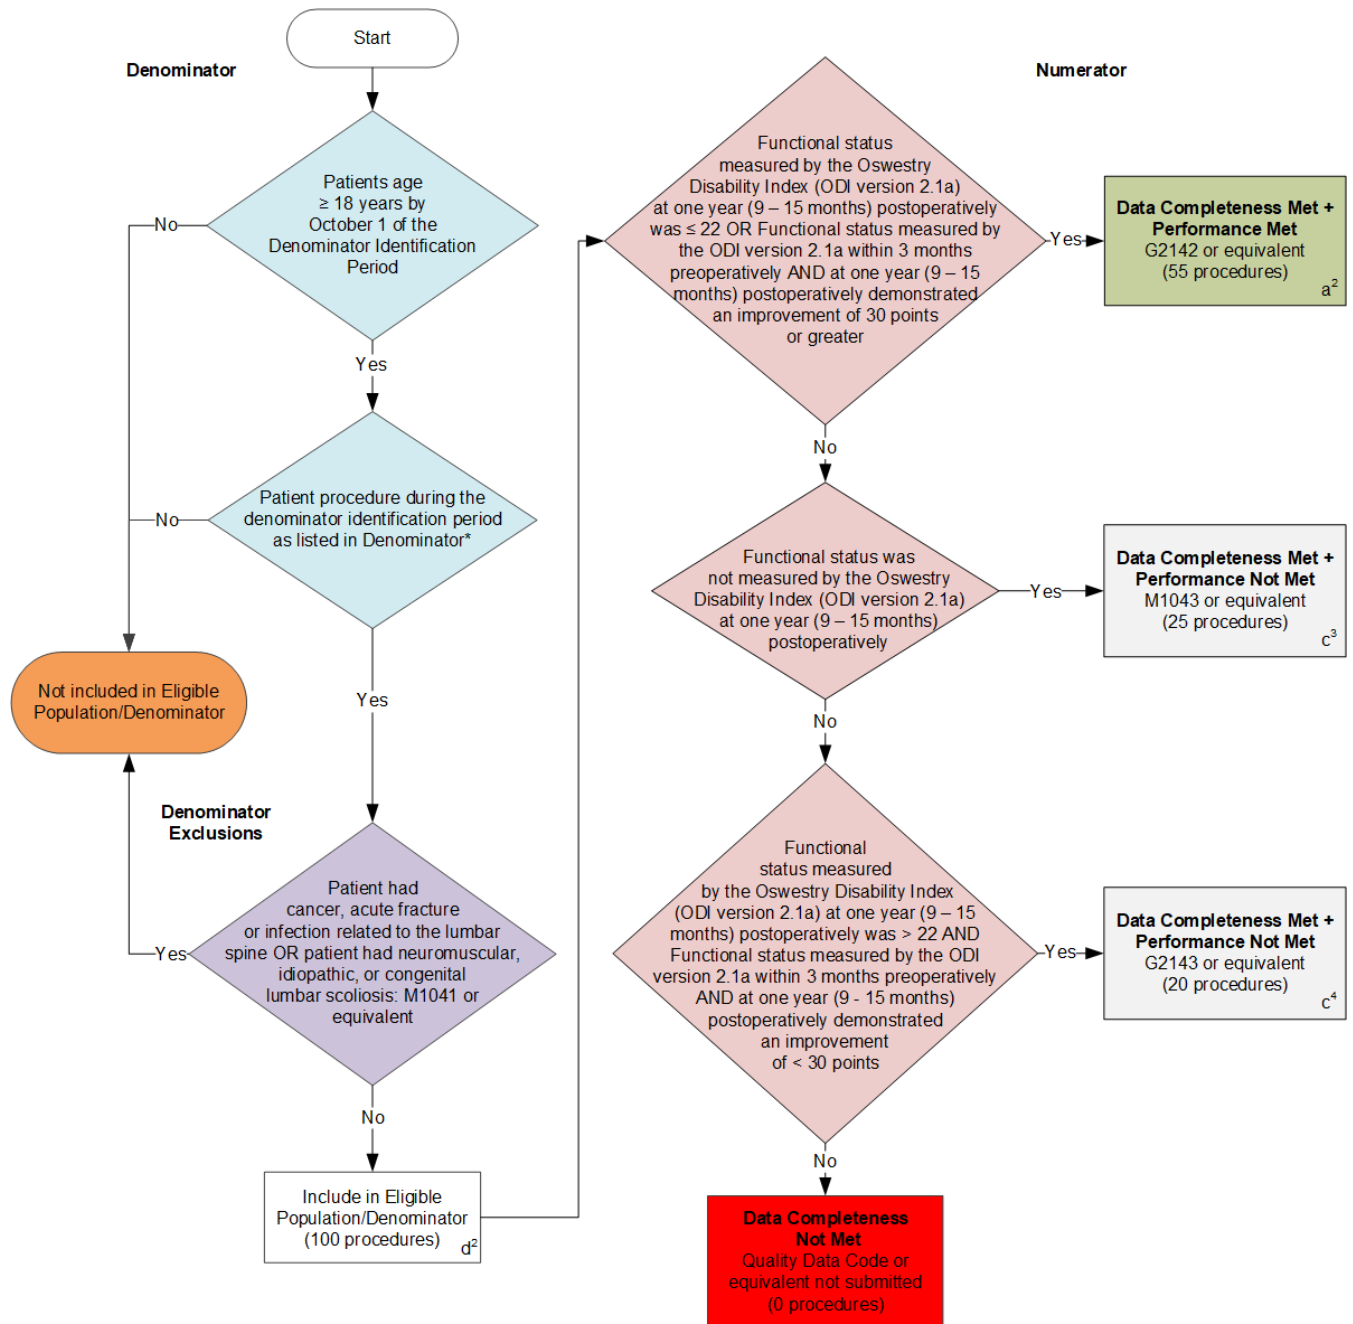 Start
Denominator
Patients age
≥ 18 years by
October 1 of the
Denominator Identification
Period
No
Yes
Patient procedure during the
denominator identification period
as listed in Denominator*
No
Yes
Not included in Eligible
Population/Denominator
Denominator
Exclusions
Patient had
cancer, acute fracture
or infection related to the lumbar
spine OR patient had neuromuscular,
idiopathic, or congenital
lumbar scoliosis: M1041 or
equivalent
Yes
No
Include in Eligible
Population/Denominator
(100 procedures)
d²
Numerator
Functional status
measured by the Oswestry
Disability Index (ODI version 2.1a)
at one year (9 – 15 months) postoperatively
was ≤ 22 OR Functional status measured by
the ODI version 2.1a within 3 months
preoperatively AND at one year (9 – 15
months) postoperatively demonstrated
an improvement of 30 points
or greater
Yes
Data Completeness Met +
Performance Met
G2142 or equivalent
(55 procedures)
a²
No
Functional status was
not measured by the Oswestry
Disability Index (ODI version 2.1a)
at one year (9 – 15 months)
postoperatively
Yes
Data Completeness Met +
Performance Not Met
M1043 or equivalent
(25 procedures)
c³
No
Functional
status measured
by the Oswestry Disability Index
(ODI version 2.1a) at one year (9 – 15
months) postoperatively was > 22 AND
Functional status measured by the ODI
version 2.1a within 3 months preoperatively
AND at one year (9 - 15 months)
postoperatively demonstrated
an improvement
of < 30 points
Yes
Data Completeness Met +
Performance Not Met
G2143 or equivalent
(20 procedures)
c⁴
No
Data Completeness
Not Met
Quality Data Code or
equivalent not submitted
(0 procedures)